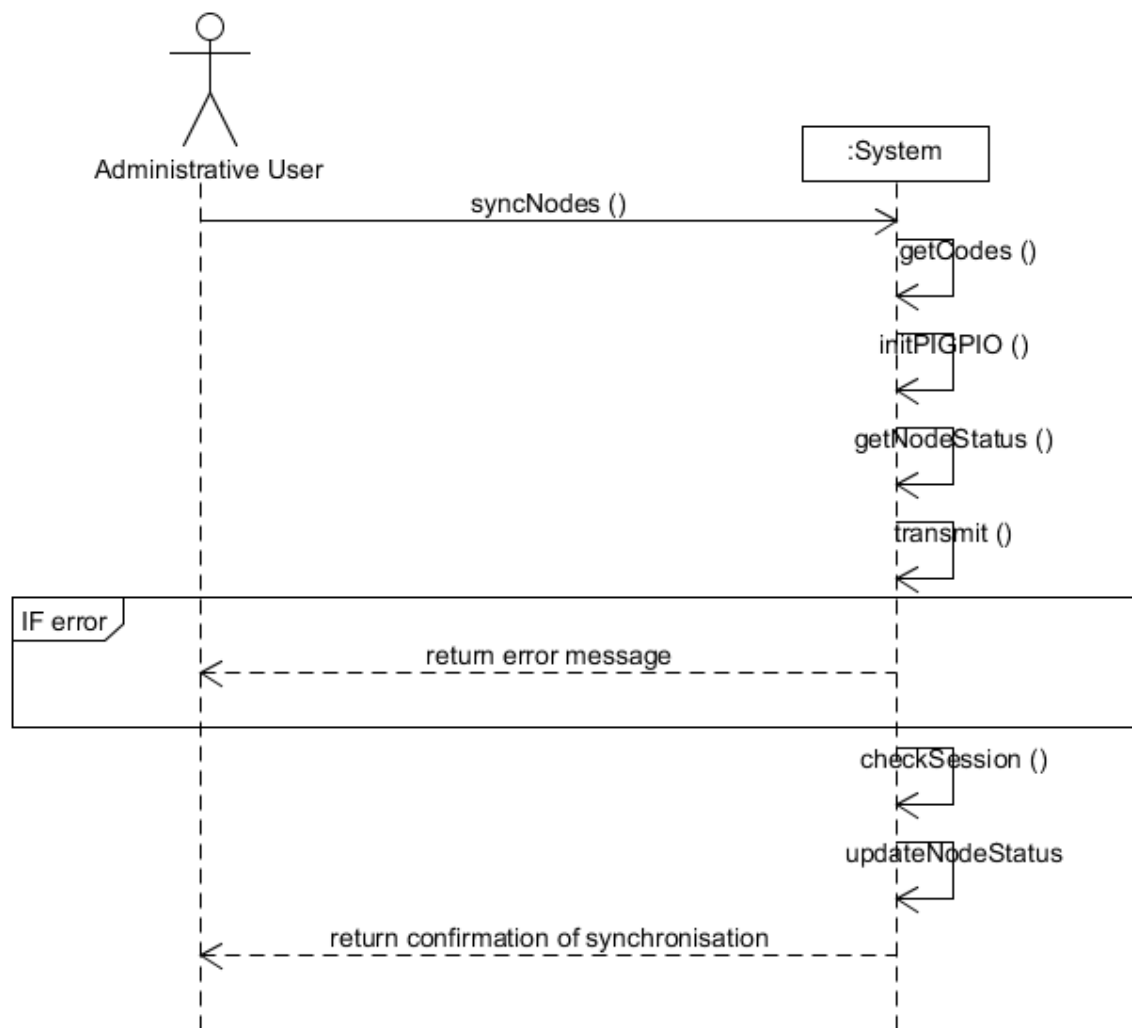 Administrative User
:System
syncNodes ()
getCodes ()
initPIGPIO ()
getNodeStatus ()
transmit ()
IF error
return error message
checkSession ()
updateNodeStatus
return confirmation of synchronisation